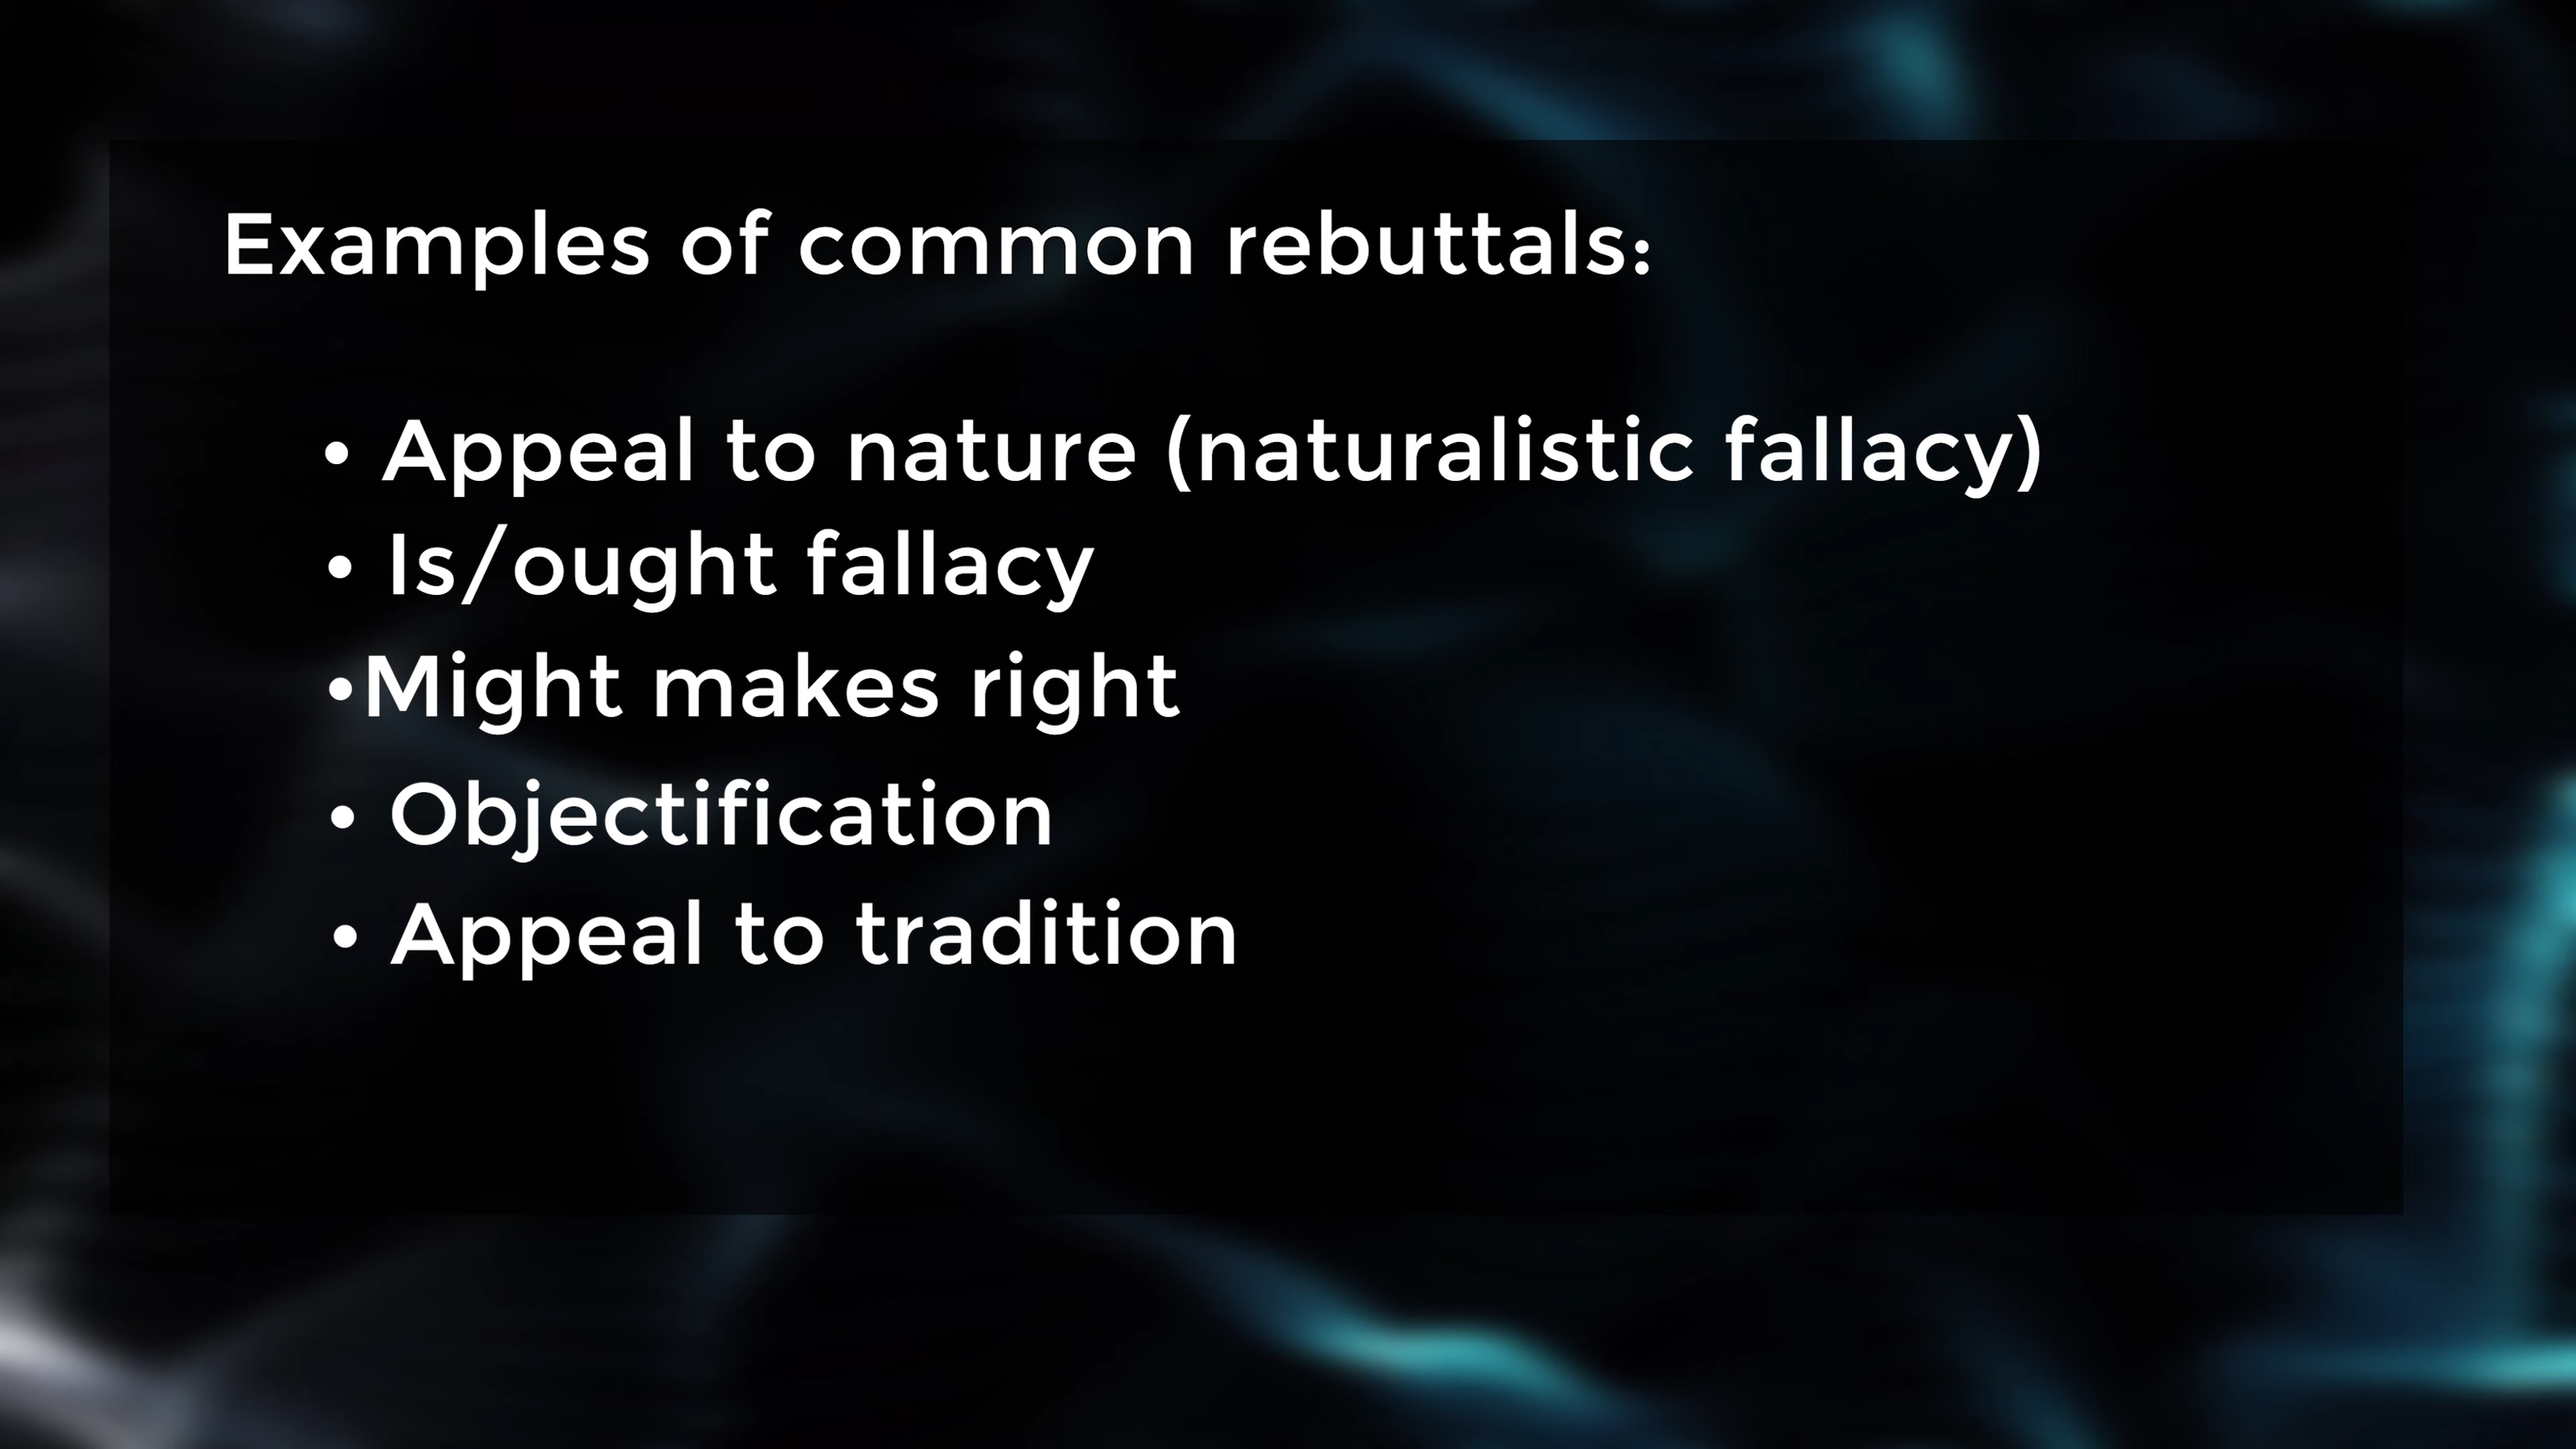 Examples of common rebuttals:
• Appeal to nature (naturalistic fallacy)
• Is/ought fallacy
•Might makes right
• Objectification
• Appeal to tradition